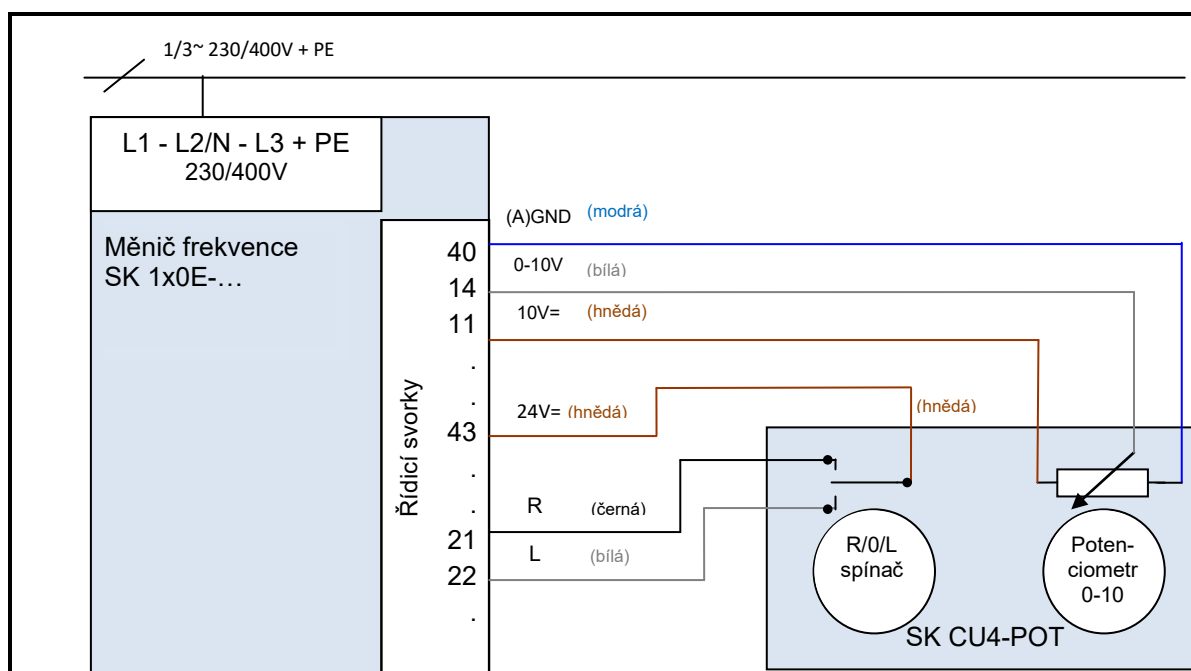 1/3~ 230/400V + PE
L1 - L2/N - L3 + PE
230/400V
Měnič frekvence
SK 1x0E-…
Řídicí svorky
(A)GND (modrá)
40
0-10V (bílá)
14
10V= (hnědá)
11
.
.
24V= (hnědá)
(hnědá)
43
.
.
R (černá)
21
L (bílá)
22
.
R/0/L
spínač
Poten-
ciometr
0-10
SK CU4-POT